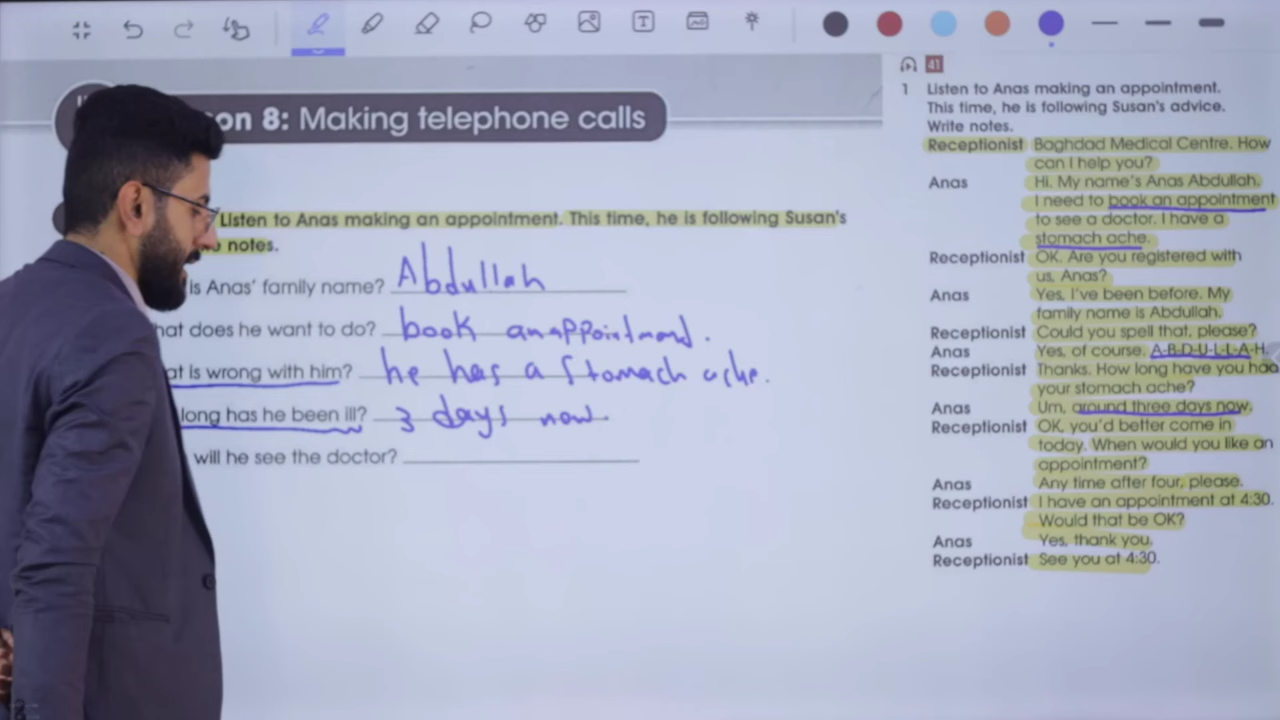 on 8: Making telephone calls
Listen to Anas making an appointment. This time, he is following Susan's
notes.
is Anas' family name? Abdullah
hat does he want to do? book an appointment.
at is wrong with him? he has a stomach ache.
long has he been ill? 3 days now
will he see the doctor?
41
1 Listen to Anas making an appointment.
This time, he is following Susan's advice.
Write notes.
Receptionist Baghdad Medical Centre. How
can I help you?
Anas Hi. My name's Anas Abdullah.
I need to book an appointment
to see a doctor. I have a
stomach ache.
Receptionist OK. Are you registered with
us, Anas?
Anas Yes, I've been before. My
family name is Abdullah.
Receptionist Could you spell that, please?
Anas Yes, of course. A-B-D-U-L-L-A-H.
Receptionist Thanks. How long have you had
your stomach ache?
Anas Um, around three days now.
Receptionist OK, you'd better come in
today. When would you like an
appointment?
Anas Any time after four, please.
Receptionist I have an appointment at 4:30.
Would that be OK?
Anas Yes, thank you.
Receptionist See you at 4:30.